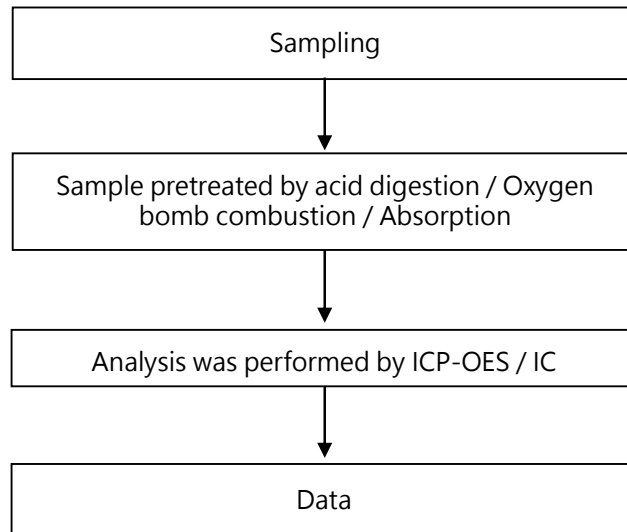 Sampling
Sample pretreated by acid digestion / Oxygen
bomb combustion / Absorption
Analysis was performed by ICP-OES / IC
Data